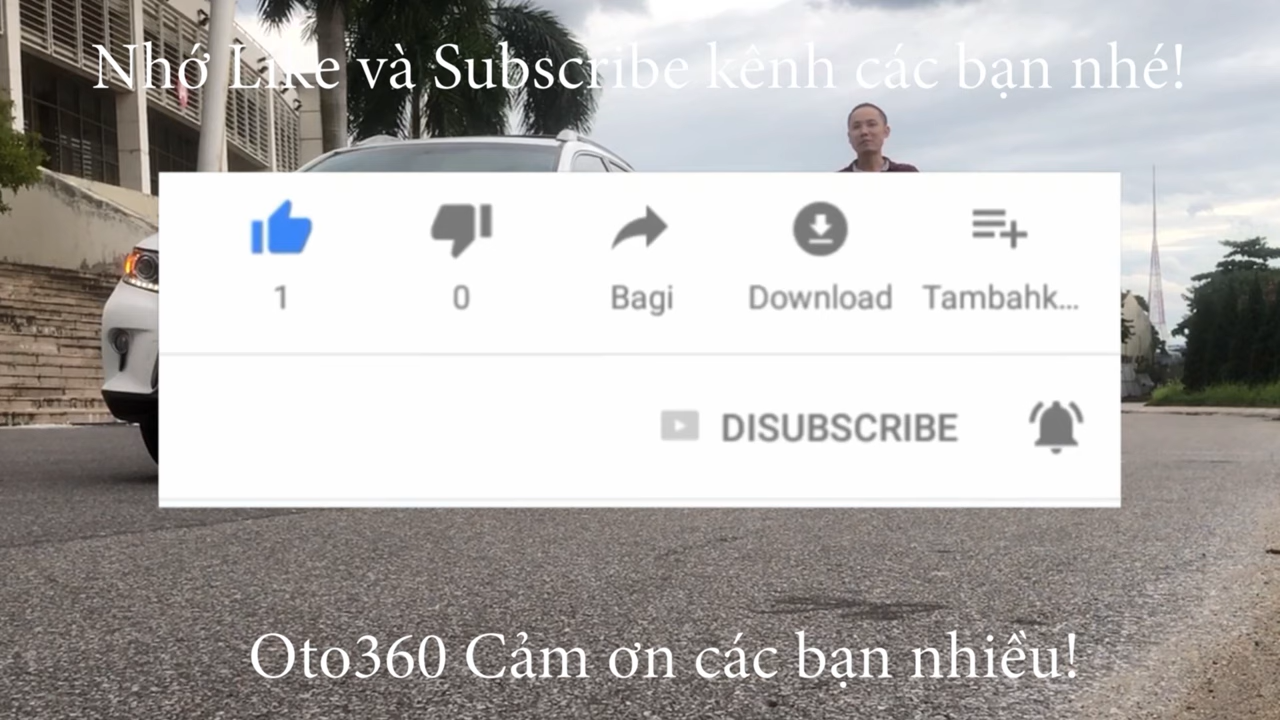 Nhớ Like và Subscribe kênh các bạn nhé!
1 0 Bagi Download Tambahk...
DISUBSCRIBE
Oto360 Cảm ơn các bạn nhiều!